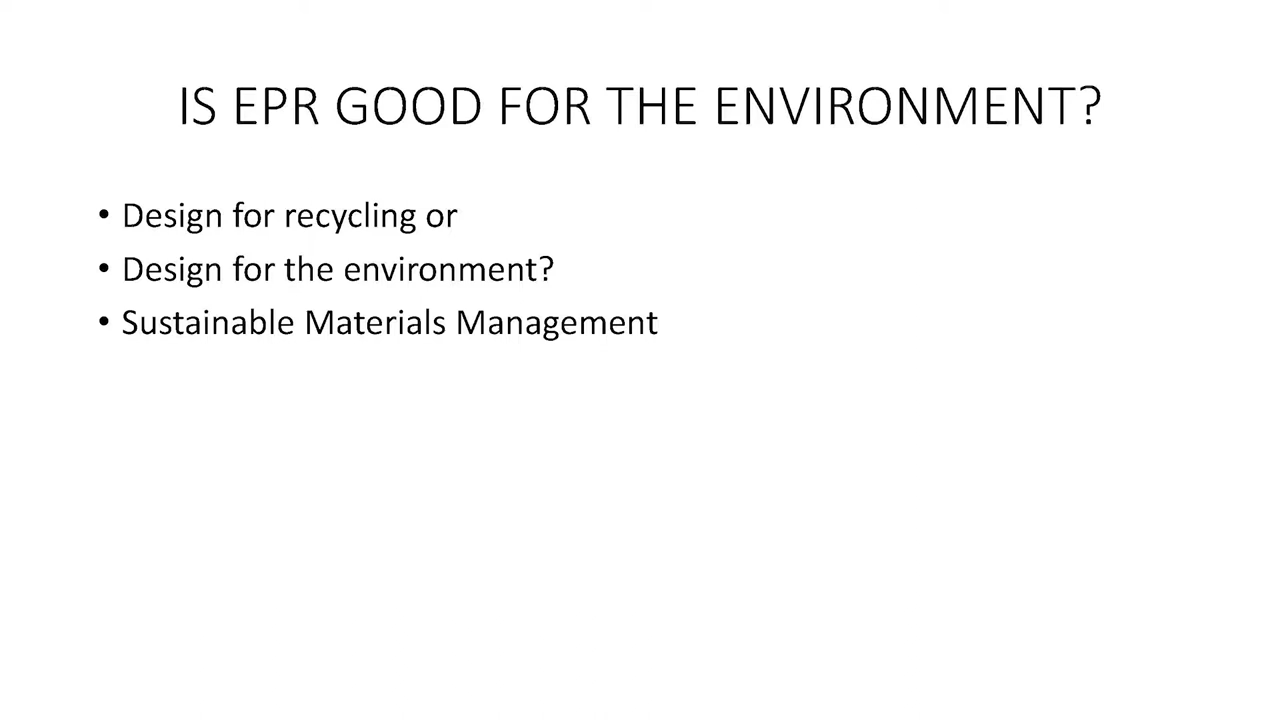 IS EPR GOOD FOR THE ENVIRONMENT?
• Design for recycling or
• Design for the environment?
• Sustainable Materials Management